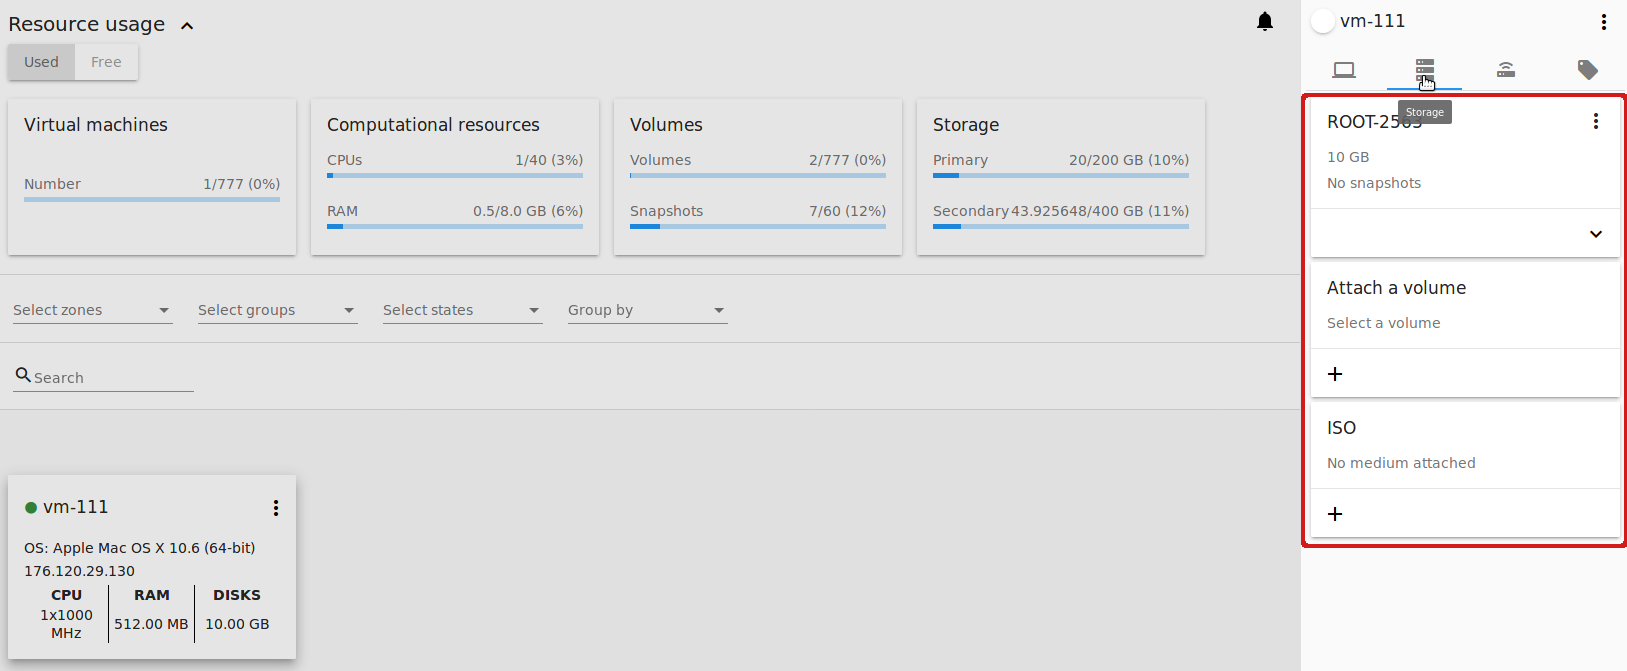 Resource usage
Used
Free
Virtual machines
Number 1/777 (0%)
Computational resources
CPUs 1/40 (3%)
RAM 0.5/8.0 GB (6%)
Volumes
Volumes 2/777 (0%)
Snapshots 7/60 (12%)
Storage
Primary 20/200 GB (10%)
Secondary 43.925648/400 GB (11%)
Select zones
Select groups
Select states
Group by
Search
vm-111
OS: Apple Mac OS X 10.6 (64-bit)
176.120.29.130
CPU RAM DISKS
1x1000 MHz
512.00 MB
10.00 GB
vm-111
Storage
ROOT-2563
10 GB
No snapshots
Attach a volume
Select a volume
ISO
No medium attached